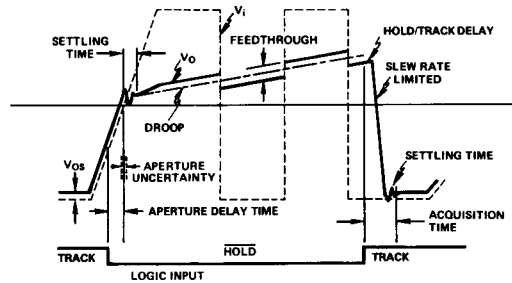 SETTLING
TIME
Vi
FEEDTHROUGH
HOLD/TRACK DELAY
VO
SLEW RATE
LIMITED
DROOP
SETTLING TIME
VOS
APERTURE
UNCERTAINTY
APERTURE DELAY TIME
ACQUISITION
TIME
TRACK
HOLD
TRACK
LOGIC INPUT